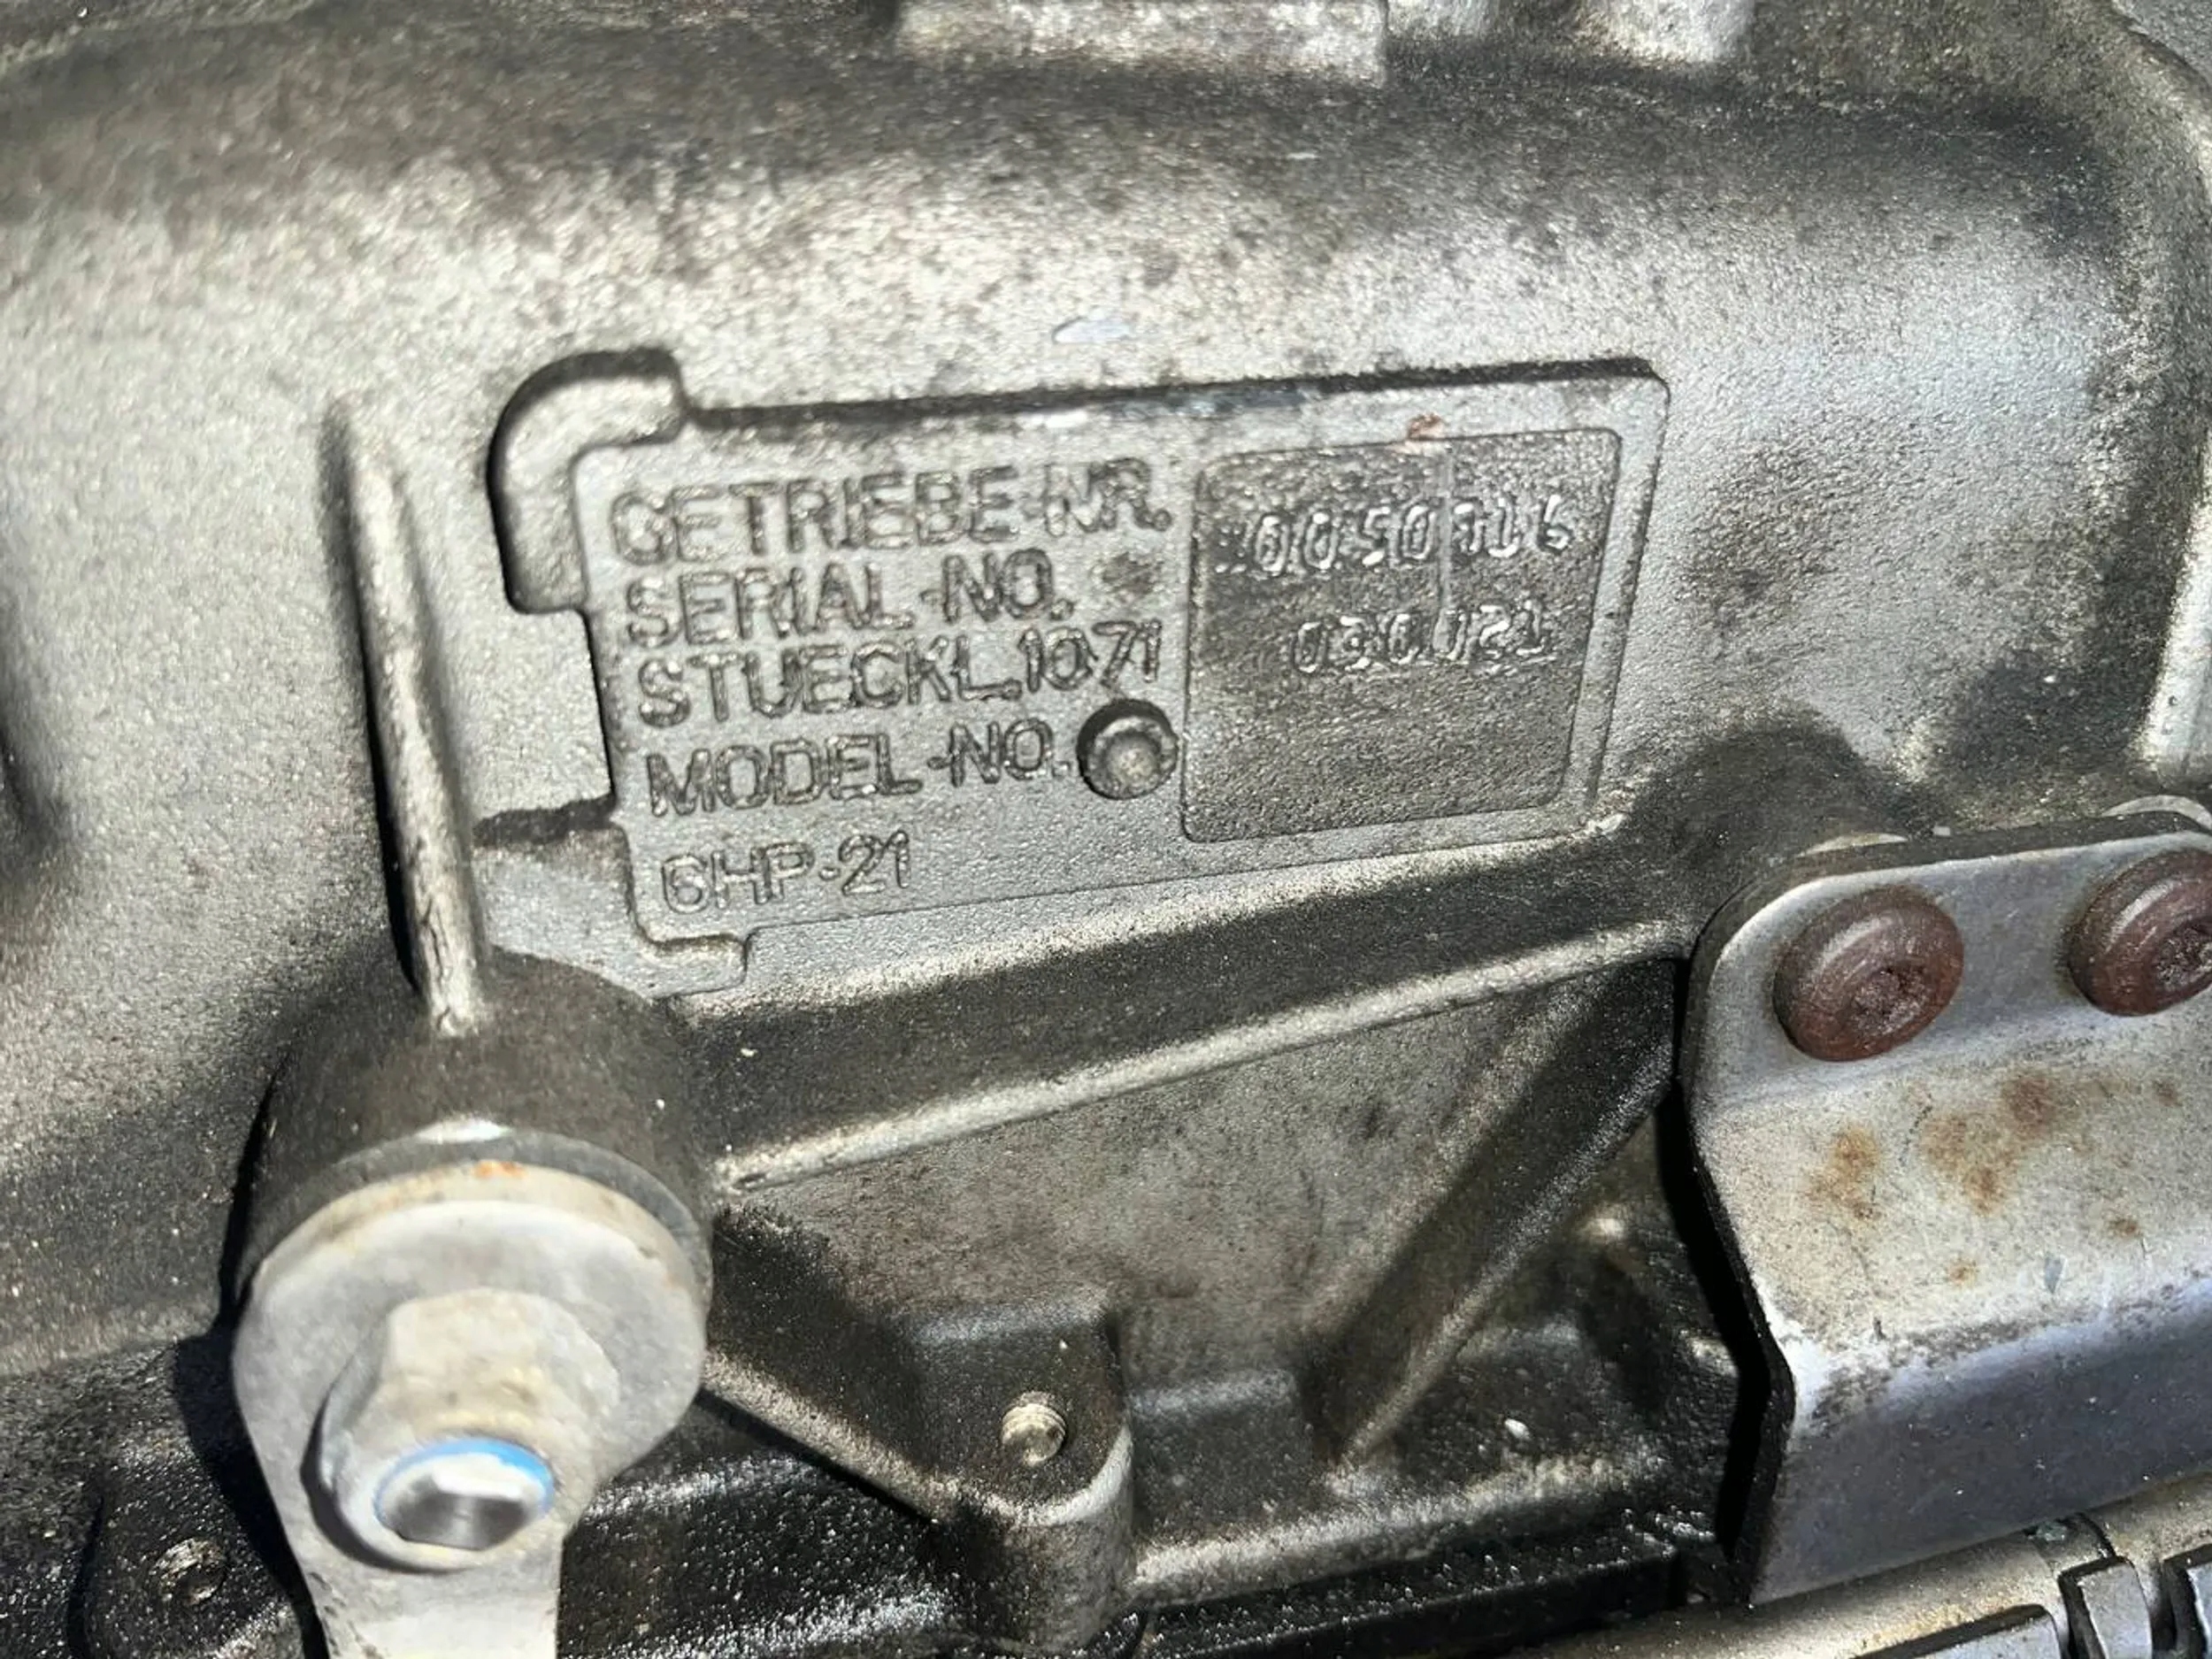 GETRIEBE-NR.
SERIAL-NO.
STUECKL.1071
MODEL-NO.
6HP-21